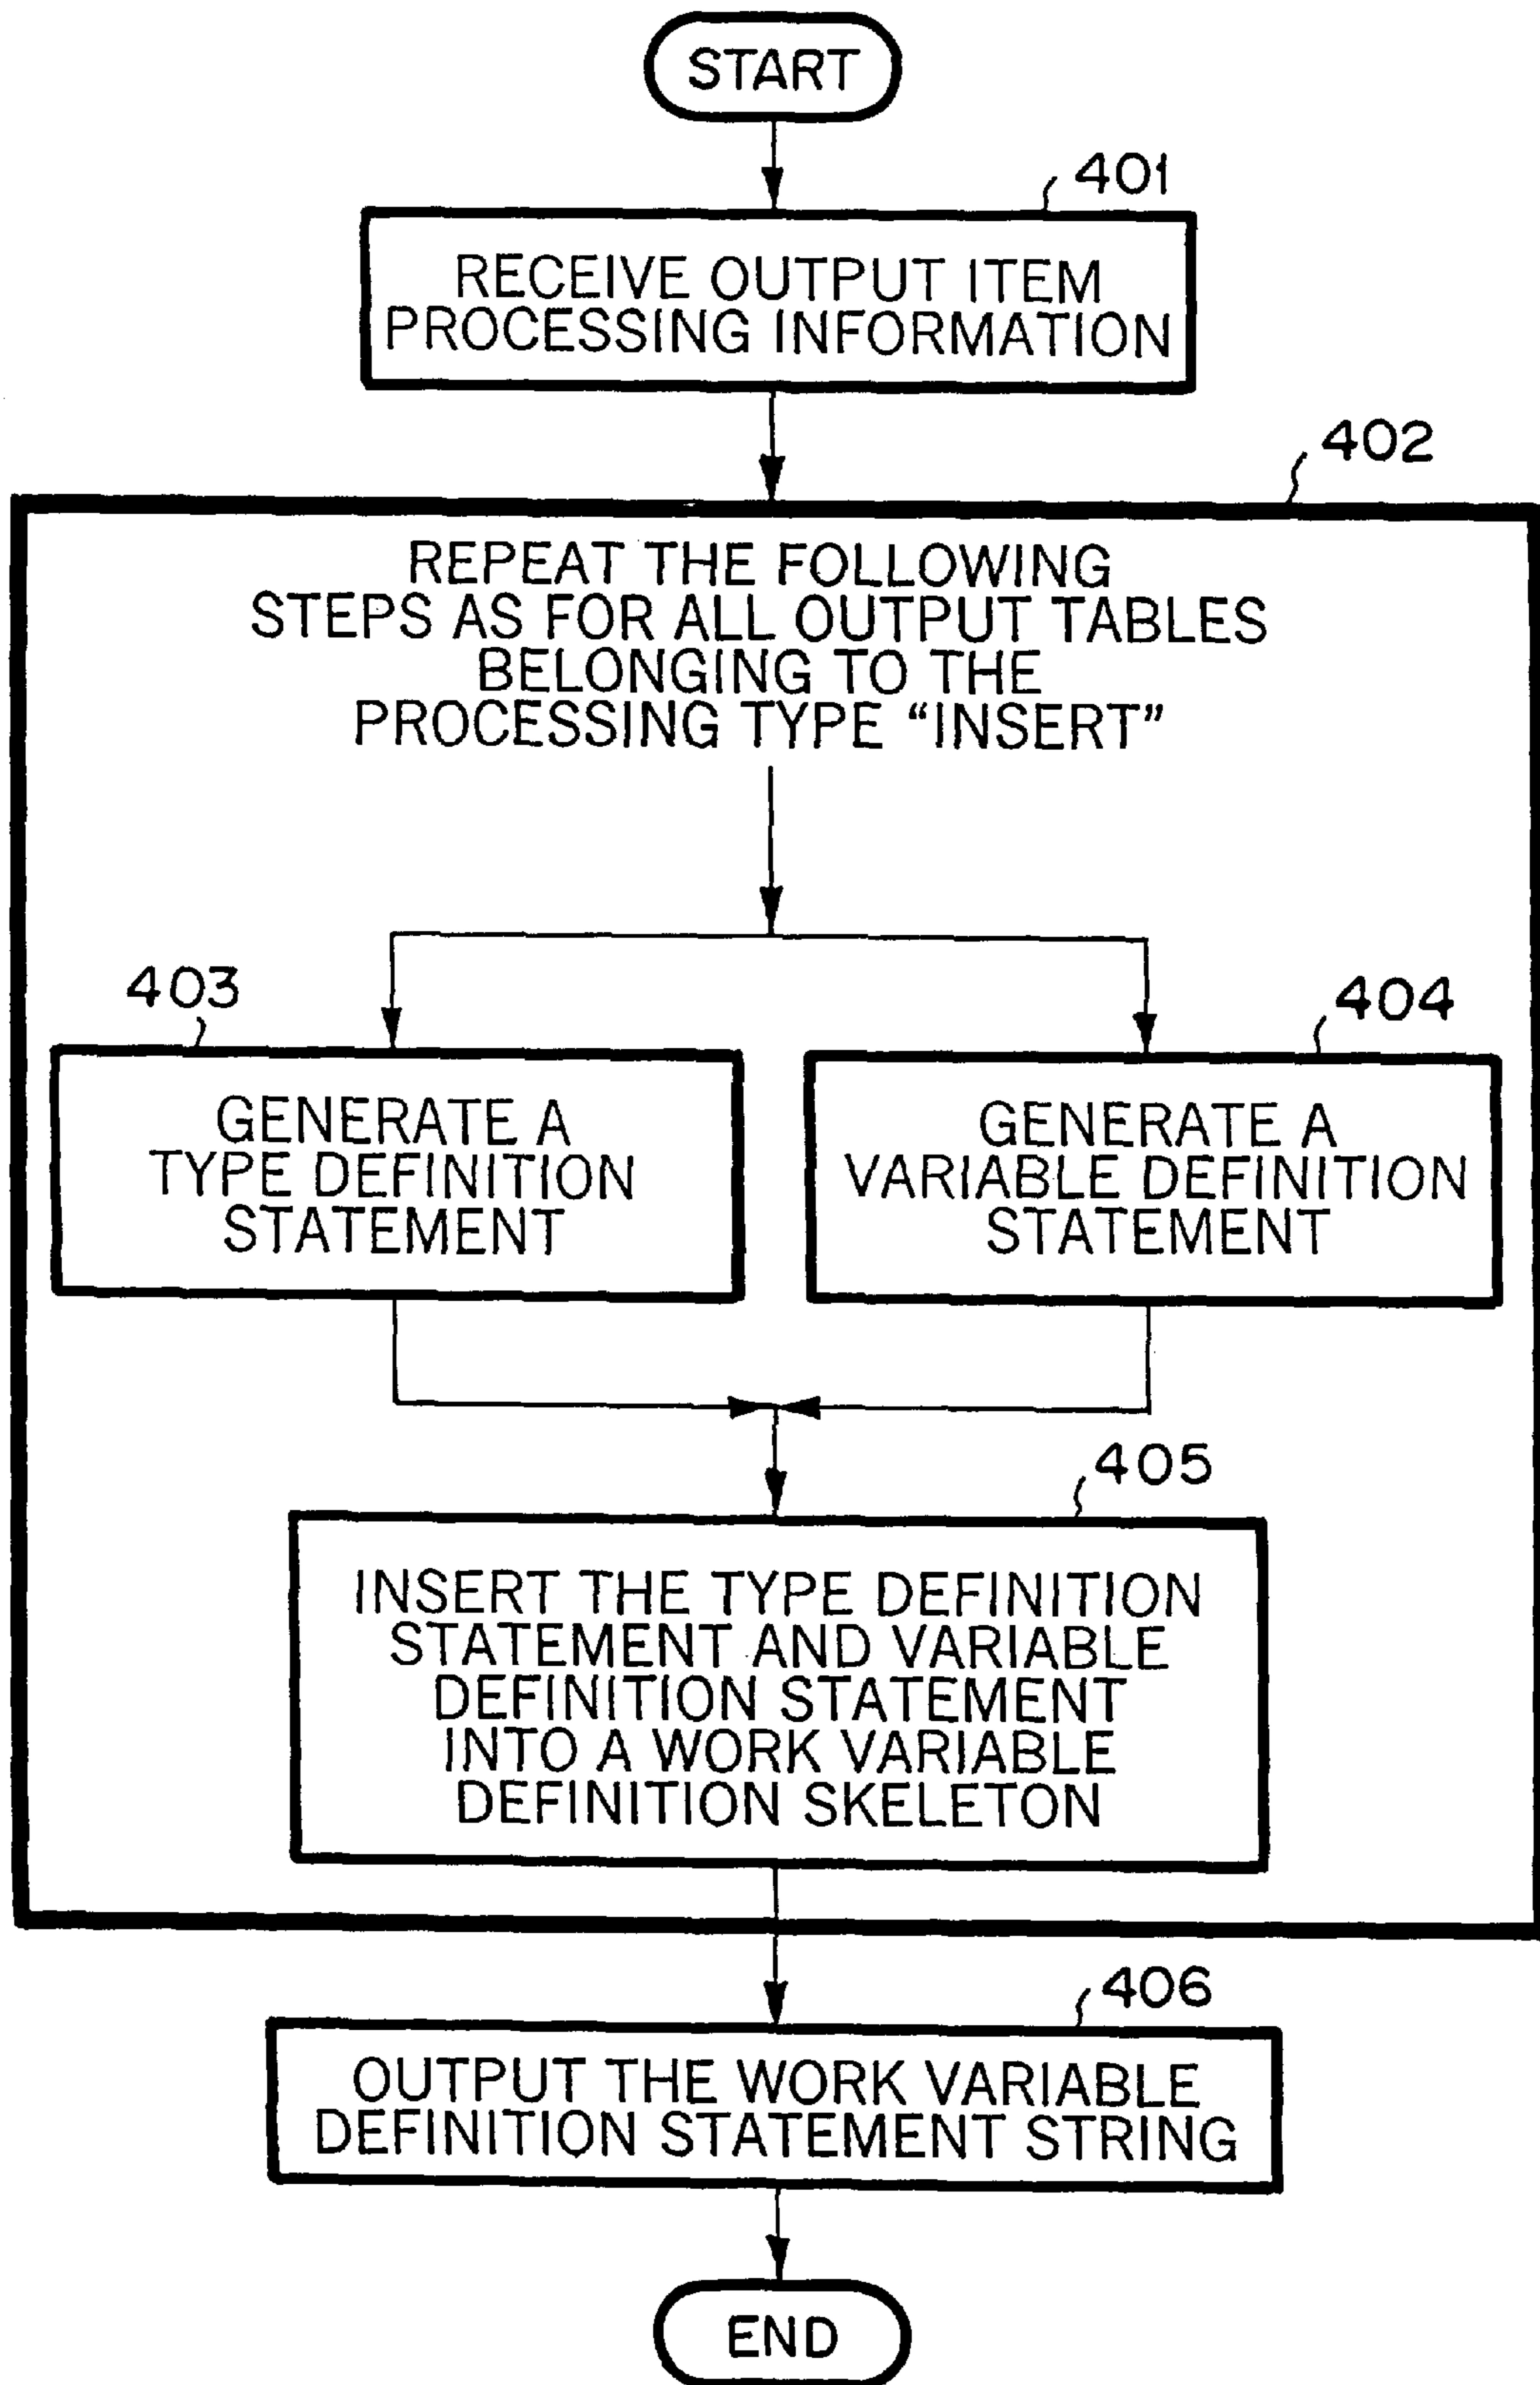 START
401
RECEIVE OUTPUT ITEM
PROCESSING INFORMATION
402
REPEAT THE FOLLOWING
STEPS AS FOR ALL OUTPUT TABLES
BELONGING TO THE
PROCESSING TYPE “INSERT”
403
404
GENERATE A
TYPE DEFINITION
STATEMENT
GENERATE A
VARIABLE DEFINITION
STATEMENT
405
INSERT THE TYPE DEFINITION
STATEMENT AND VARIABLE
DEFINITION STATEMENT
INTO A WORK VARIABLE
DEFINITION SKELETON
406
OUTPUT THE WORK VARIABLE
DEFINITION STATEMENT STRING
END